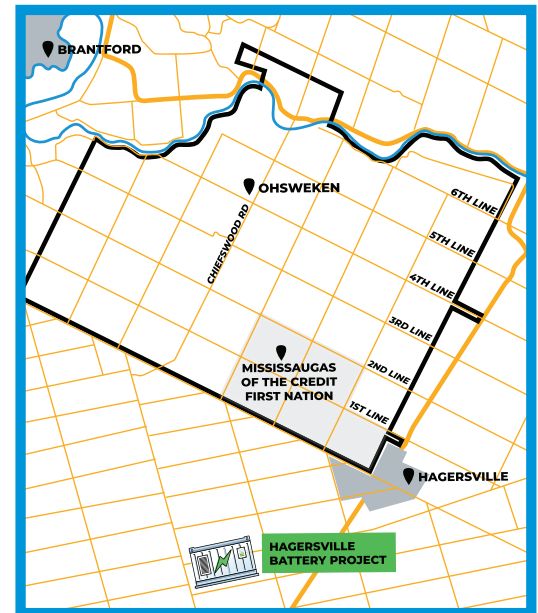 BRANTFORD
OHSWEKEN
CHIEFSWOOD RD
6TH LINE
5TH LINE
4TH LINE
3RD LINE
2ND LINE
1ST LINE
MISSISSAUGAS
OF THE CREDIT
FIRST NATION
HAGERSVILLE
HAGERSVILLE
BATTERY PROJECT